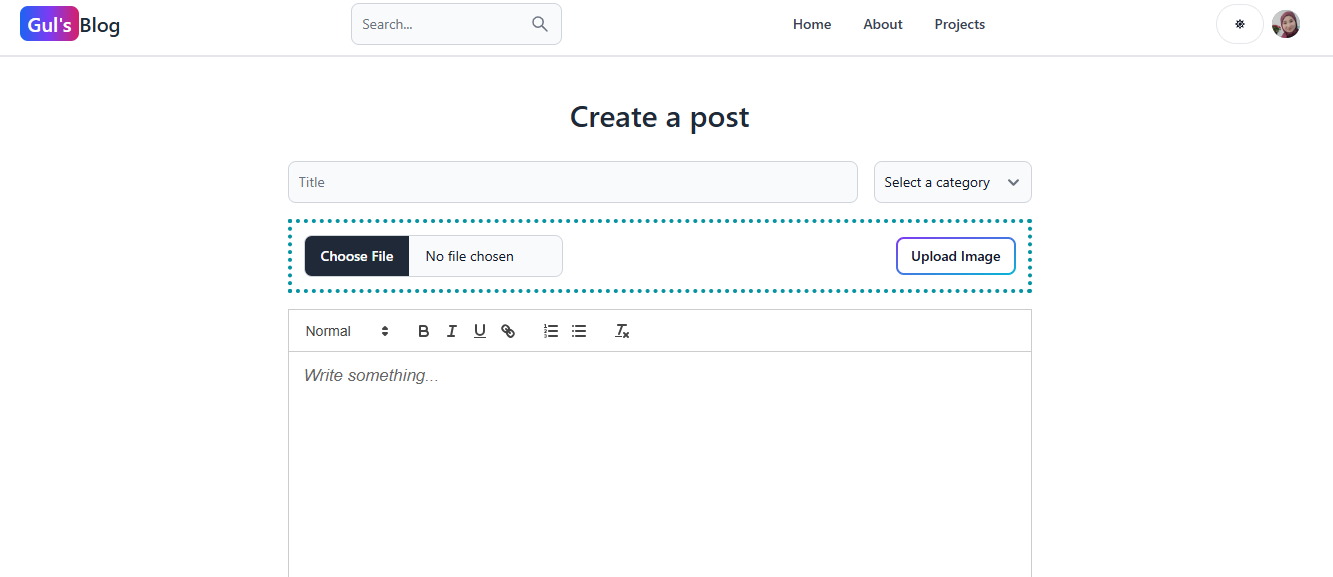 Gul's Blog
Search...
Home
About
Projects
Create a post
Title
Select a category
Choose File
No file chosen
Upload Image
Normal
B I U
Write something...